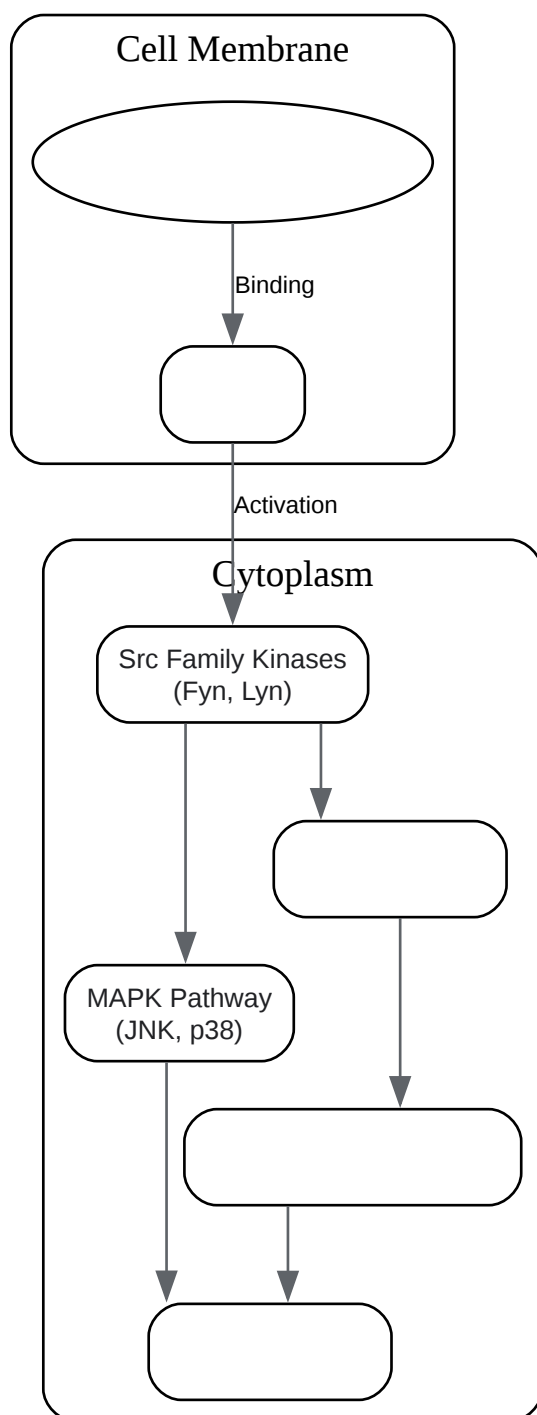 Cell Membrane
Binding
Activation
Cytoplasm
Src Family Kinases
(Fyn, Lyn)
MAPK Pathway
(JNK, p38)